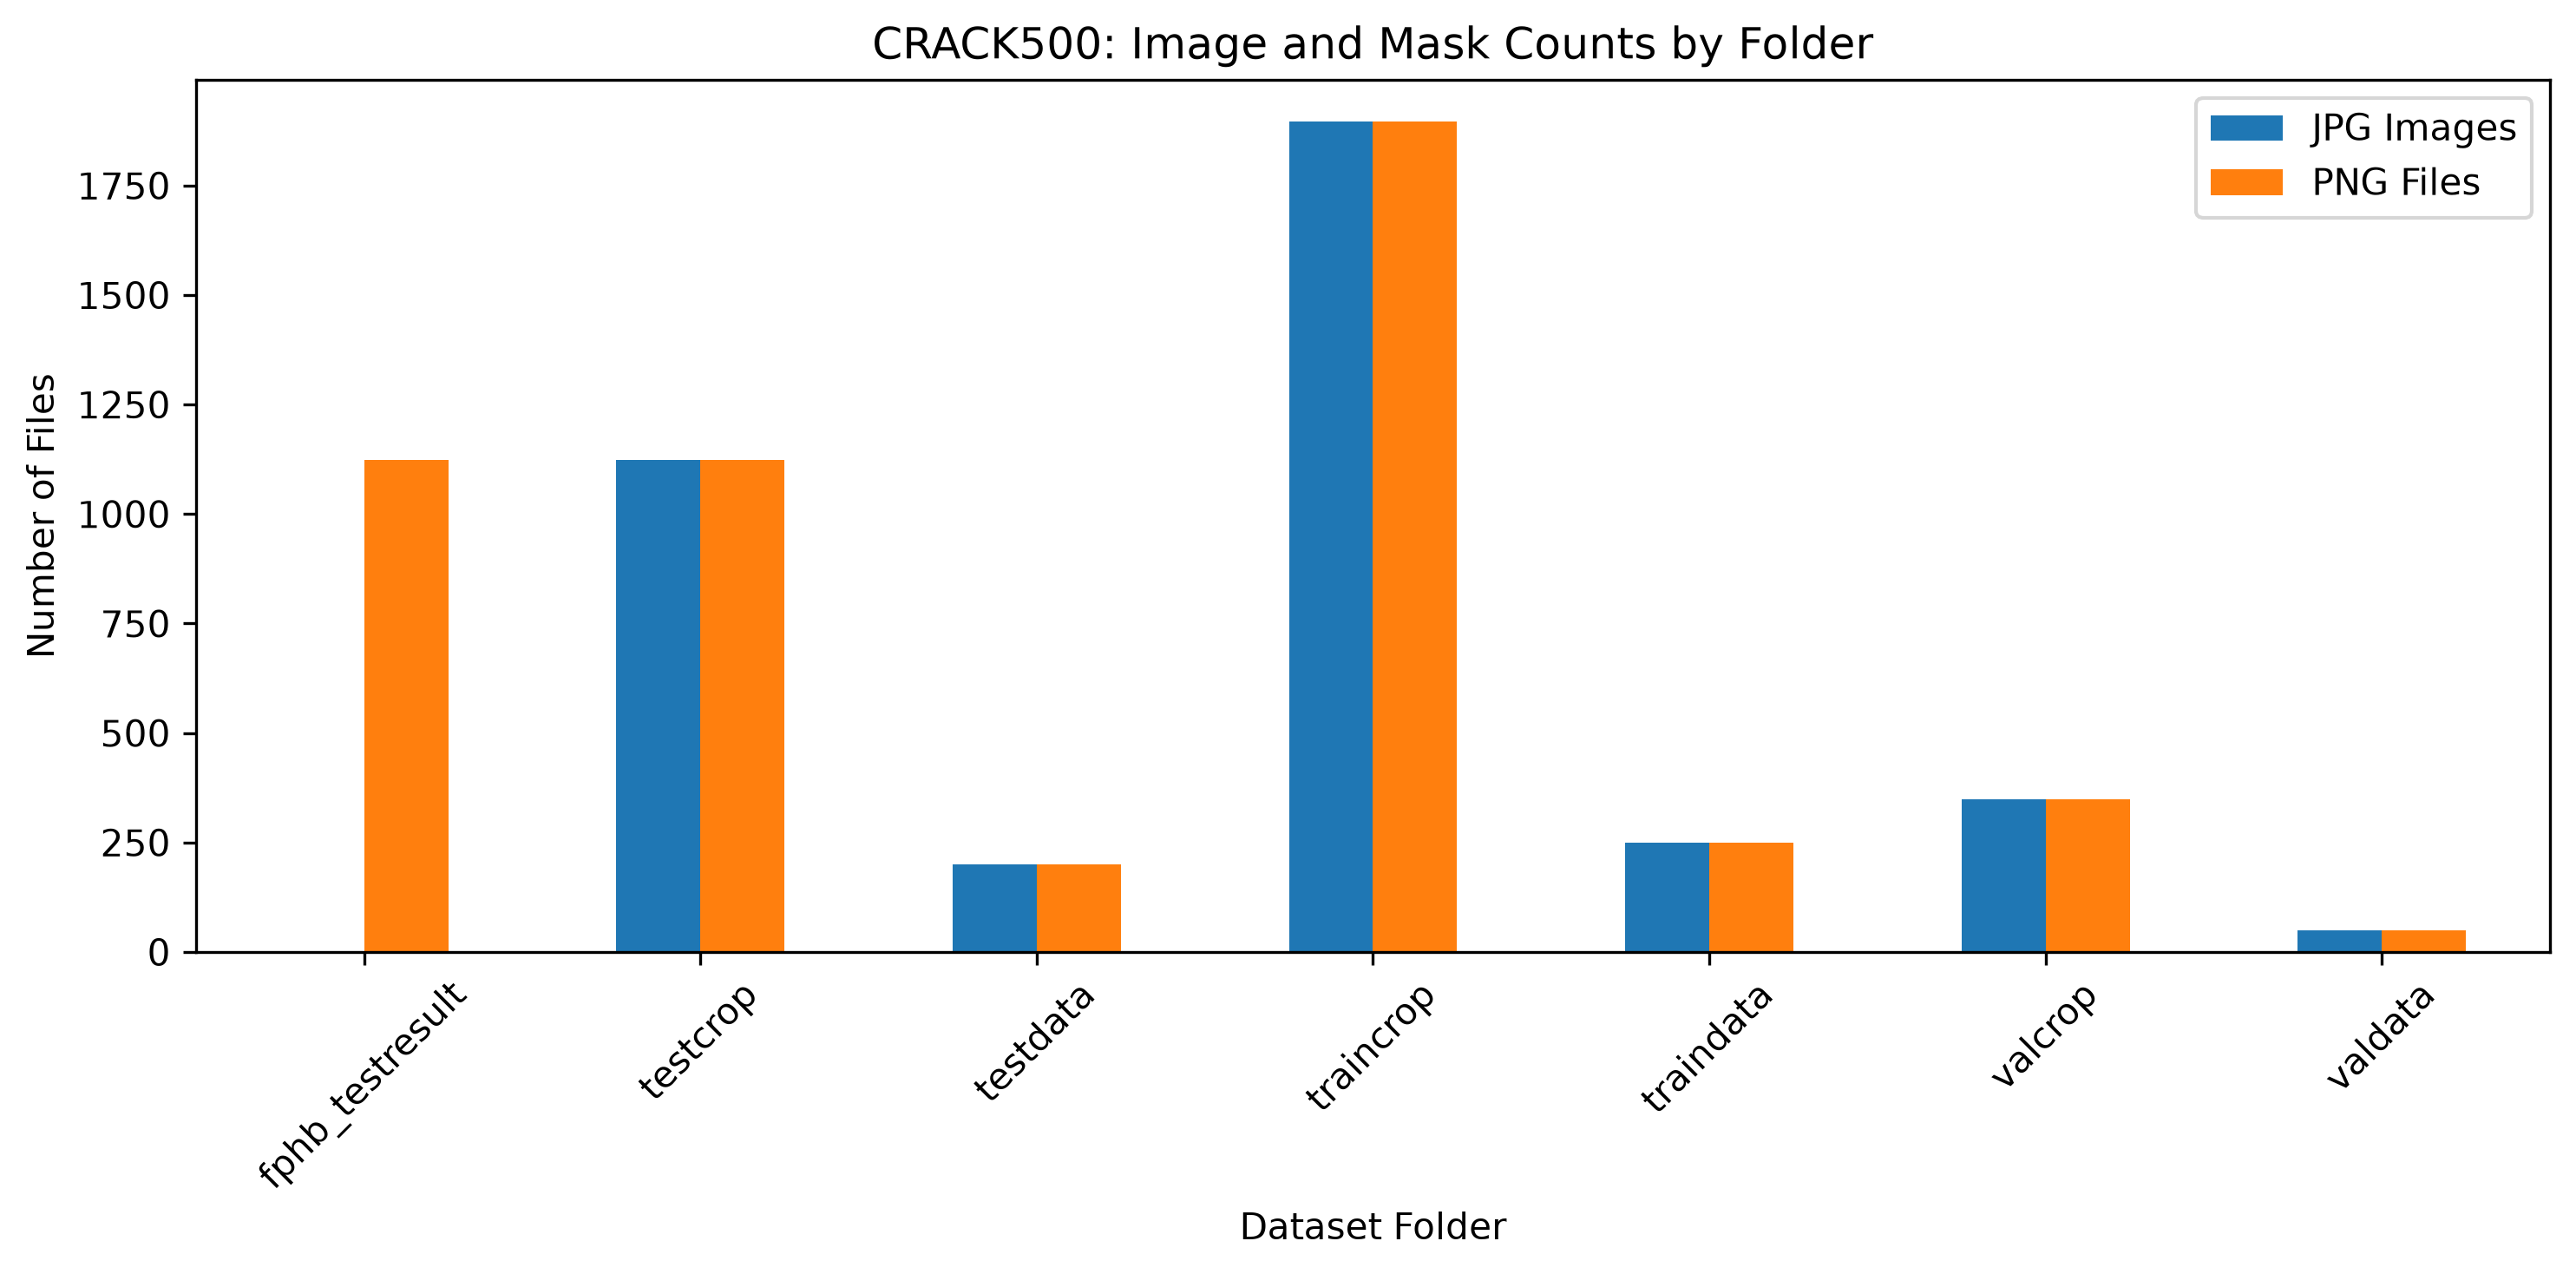 CRACK500: Image and Mask Counts by Folder
JPG Images
PNG Files
Number of Files
1750
1500
1250
1000
750
500
250
0
fphb_testresult
testcrop
testdata
traincrop
traindata
valcrop
valdata
Dataset Folder